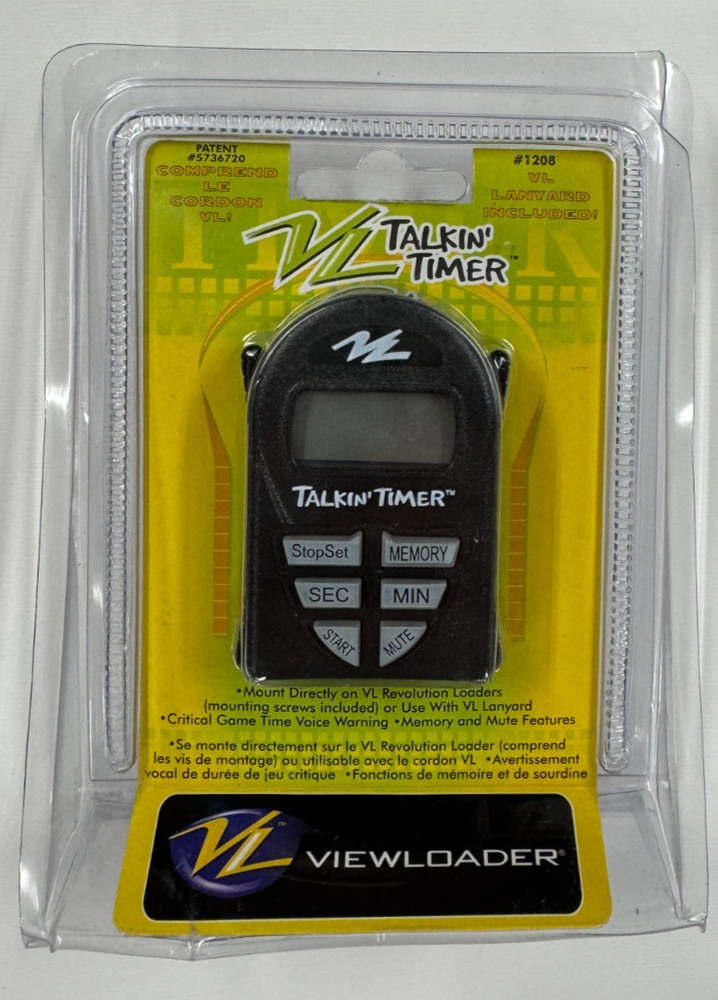 PATENT
#5736720
COMPREND
LE
CORDON
VL!
#1208
VL
LANYARD
INCLUDED!
VL TALKIN'
TIMER™
VL
TALKIN' TIMER™
StopSet MEMORY
SEC MIN
START MUTE
•Mount Directly on VL Revolution Loaders
(mounting screws included) or Use With VL Lanyard
•Critical Game Time Voice Warning •Memory and Mute Features
•Se monte directement sur le VL Revolution Loader (comprend
les vis de montage) ou utilisable avec le cordon VL •Avertissement
vocal de durée de jeu critique •Fonctions de mémoire et de sourdine
VL™ VIEWLOADER®